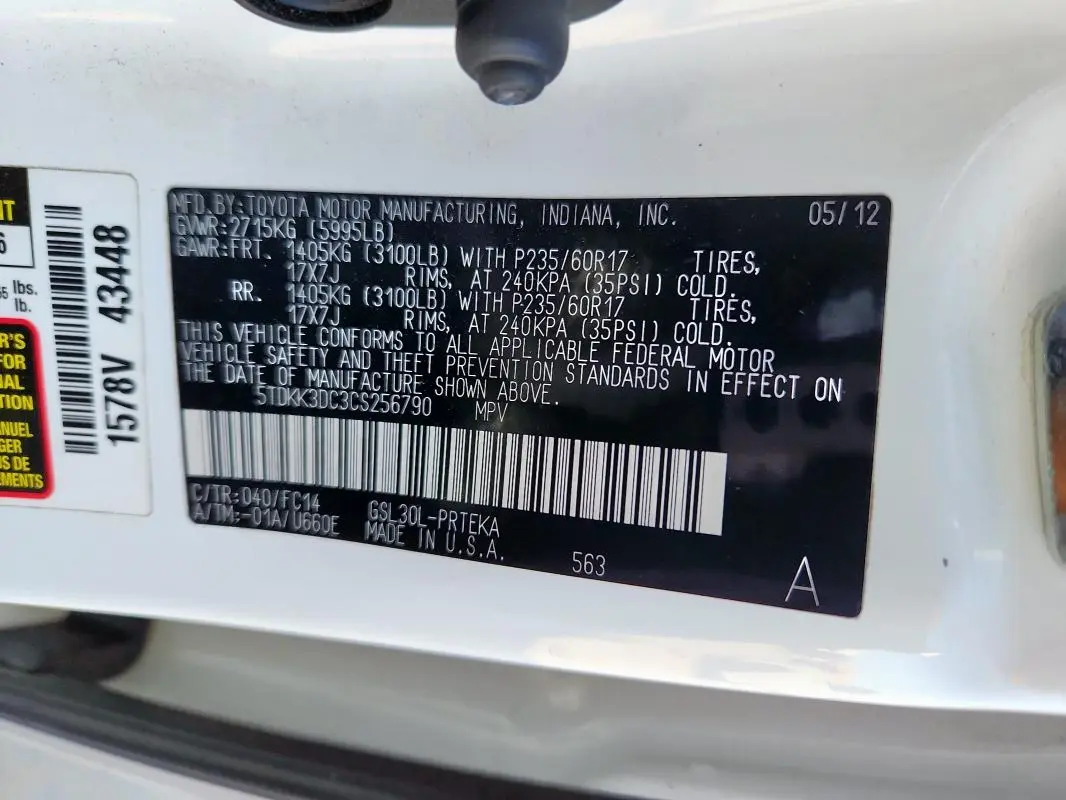 MFD.BY:TOYOTA MOTOR MANUFACTURING, INDIANA, INC. 05/12
GVWR:2715KG (5995LB)
GAWR:FRT. 1405KG (3100LB) WITH P235/60R17 TIRES,
17X7J RIMS, AT 240KPA (35PSI) COLD.
RR. 1405KG (3100LB) WITH P235/60R17 TIRES,
17X7J RIMS, AT 240KPA (35PSI) COLD.
THIS VEHICLE CONFORMS TO ALL APPLICABLE FEDERAL MOTOR
VEHICLE SAFETY AND THEFT PREVENTION STANDARDS IN EFFECT ON
THE DATE OF MANUFACTURE SHOWN ABOVE.
5TDKK3DC3CS256790 MPV
C/TR:040/FC14 GSL30L-PRTEKA
A/TM:-01A/U660E MADE IN U.S.A.
563
A
1578V 43448
lbs.
lb.